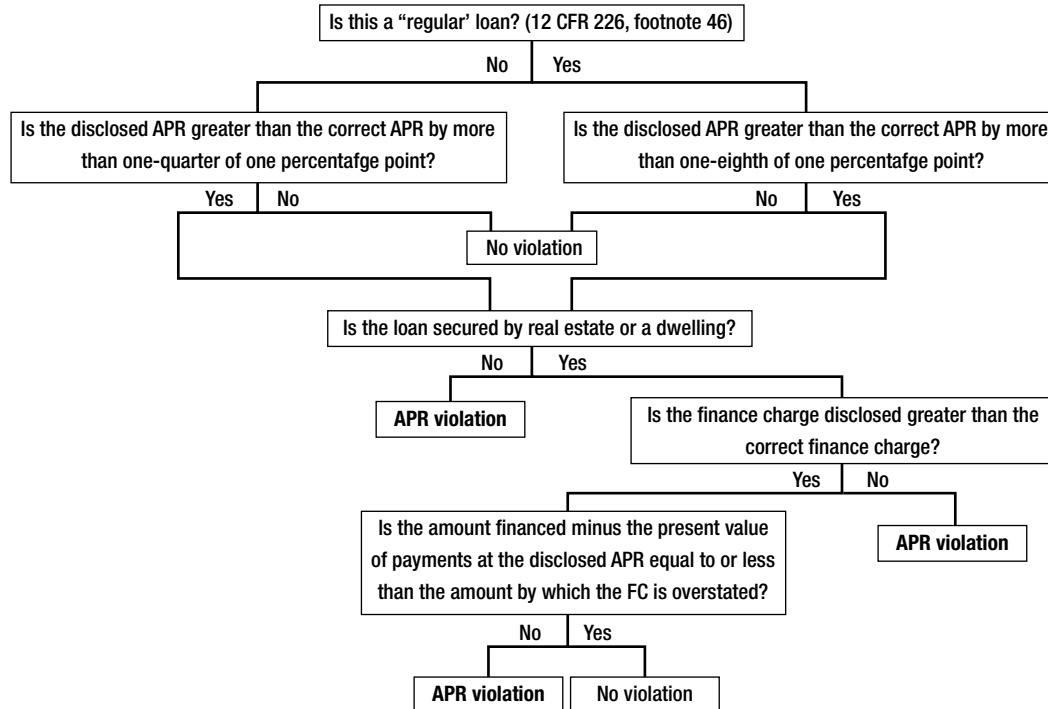 Is this a “regular’ loan? (12 CFR 226, footnote 46)
No
Yes
Is the disclosed APR greater than the correct APR by more
than one-quarter of one percentafge point?
Is the disclosed APR greater than the correct APR by more
than one-eighth of one percentafge point?
Yes
No
No
Yes
No violation
Is the loan secured by real estate or a dwelling?
No
Yes
APR violation
Is the finance charge disclosed greater than the
correct finance charge?
Yes
No
Is the amount financed minus the present value
of payments at the disclosed APR equal to or less
than the amount by which the FC is overstated?
APR violation
No
Yes
APR violation
No violation